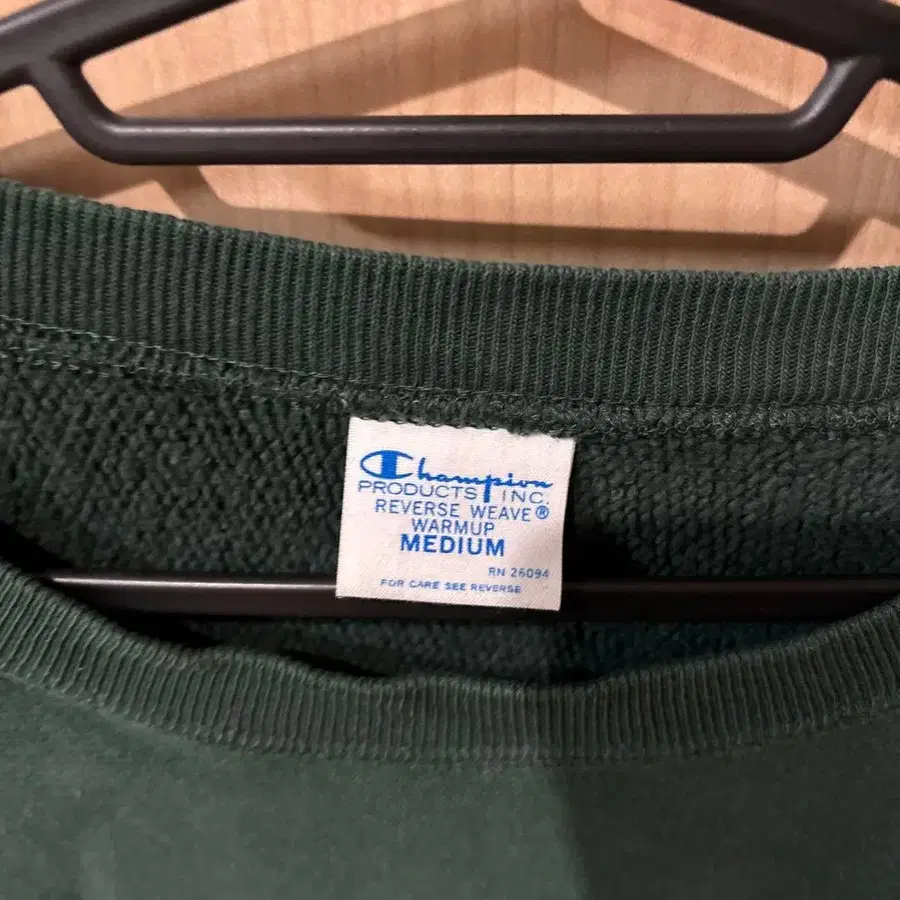 Champion
PRODUCTS INC.
REVERSE WEAVE®
WARMUP
MEDIUM
RN 26094
FOR CARE SEE REVERSE